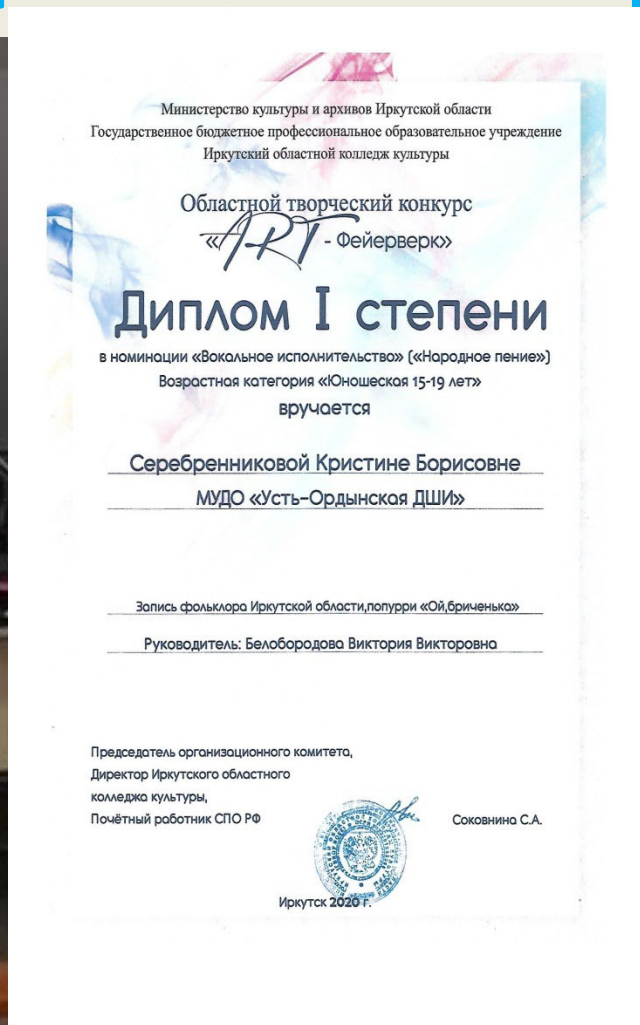 Министерство культуры и архивов Иркутской области
Государственное бюджетное профессиональное образовательное учреждение
Иркутский областной колледж культуры
Областной творческий конкурс
«ART - Фейерверк»
Диплом I степени
в номинации «Вокальное исполнительство» («Народное пение»)
Возрастная категория «Юношеская 15-19 лет»
вручается
Серебренниковой Кристине Борисовне
МУДО «Усть-Ордынская ДШИ»
Запись фольклора Иркутской области,попурри «Ой,бриченька»
Руководитель: Белобородова Виктория Викторовна
Председатель организационного комитета,
Директор Иркутского областного
колледжа культуры,
Почётный работник СПО РФ
Соковнина С.А.
Иркутск 2020 г.